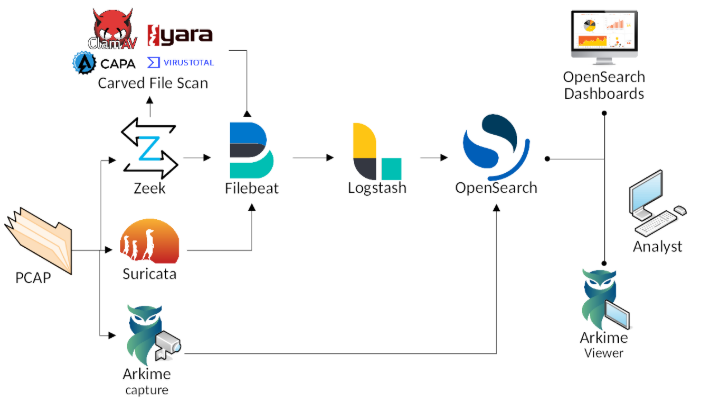 ClamAV
yara
CAPA
VIRUSTOTAL
Carved File Scan
OpenSearch
Dashboards
Zeek
Filebeat
Logstash
OpenSearch
Analyst
PCAP
Suricata
Arkime
Viewer
Arkime
capture